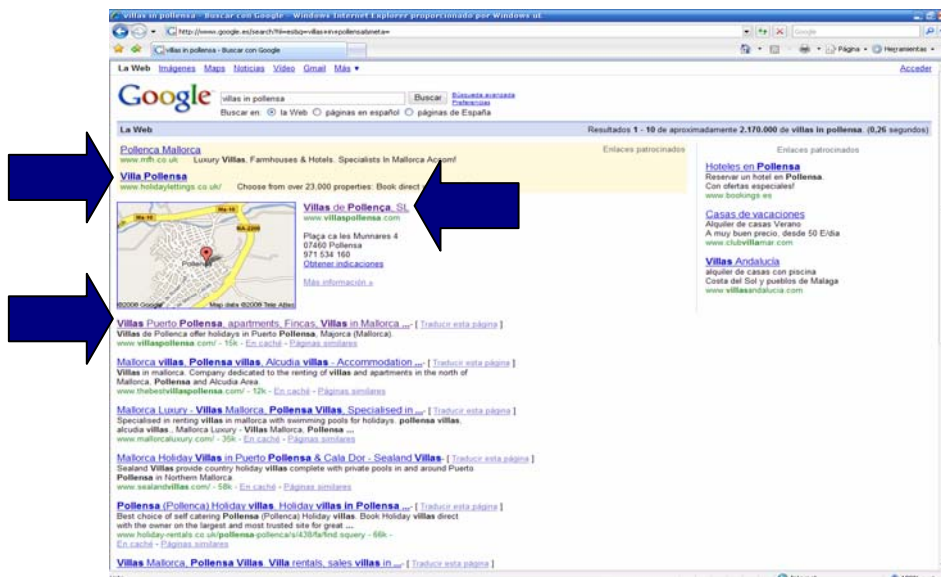 villas in pollensa - Buscar con Google - Windows Internet Explorer proporcionado por Windows uE
villas in pollensa - Buscar con Google
Página
Herramientas
La Web Imágenes Maps Noticias Vídeo Gmail Más
Acceder
Google
villas in pollensa
Buscar
Búsqueda avanzada
Preferencias
Buscar en: la Web páginas en español páginas de España
La Web
Resultados 1 - 10 de aproximadamente 2.170.000 de villas in pollensa. (0,26 segundos)
Pollenca Mallorca
www.mfh.co.uk Luxury Villas, Farmhouses & Hotels. Specialists In Mallorca Accom!
Enlaces patrocinados
Villa Pollensa
www.holidaylettings.co.uk/ Choose from over 23,000 properties: Book direct
Villas de Pollença, SL
www.villaspollensa.com
Plaça ca les Munnares 4
07460 Pollensa
971 534 160
Obtener indicaciones
Más información »
Ma-10
Ma-10
MA-2200
Pollensa
©2008 Google Map data ©2008 Tele Atlas
Enlaces patrocinados
Hoteles en Pollensa
Reservar un hotel en Pollensa.
Con ofertas especiales!
www.bookings.es
Casas de vacaciones
Alquiler de casas Verano
A muy buen precio, desde 50 E/dia
www.clubvillamar.com
Villas Andalucía
alquiler de casas con piscina
Costa del Sol y pueblos de Malaga
www.villasandalucia.com
Villas Puerto Pollensa, apartments, Fincas, Villas in Mallorca ... - [ Traducir esta página ]
Villas de Pollenca offer holidays in Puerto Pollensa, Majorca (Mallorca).
www.villaspollensa.com/ - 15k - En caché - Páginas similares
Mallorca villas, Pollensa villas, Alcudia villas - Accommodation ... - [ Traducir esta página ]
Villas in mallorca. Company dedicated to the renting of villas and apartments in the north of
Mallorca, Pollensa and Alcudia Area.
www.thebestvillaspollensa.com/ - 12k - En caché - Páginas similares
Mallorca Luxury - Villas Mallorca, Pollensa Villas, Specialised in ... - [ Traducir esta página ]
Specialised in renting villas in mallorca with swimming pools for holidays. pollensa villas,
alcudia villas., Mallorca Luxury - Villas Mallorca, Pollensa ...
www.mallorcaluxury.com/ - 35k - En caché - Páginas similares
Mallorca Holiday Villas in Puerto Pollensa & Cala Dor - Sealand Villas - [ Traducir esta página ]
Sealand Villas provide country holiday villas complete with private pools in and around Puerto
Pollensa in Northern Mallorca.
www.sealandvillas.com/ - 58k - En caché - Páginas similares
Pollensa (Pollenca) Holiday villas. Holiday villas in Pollensa ... - [ Traducir esta página ]
Best choice of self catering Pollensa (Pollenca) Holiday villas. Book Holiday villas direct
with the owner on the largest and most trusted site for great ...
www.holiday-rentals.co.uk/pollensa-pollenca/s/438/fa/find.squery - 66k -
En caché - Páginas similares
Villas Mallorca, Pollensa Villas. Villa rentals, sales villas in ... - [ Traducir esta página ]